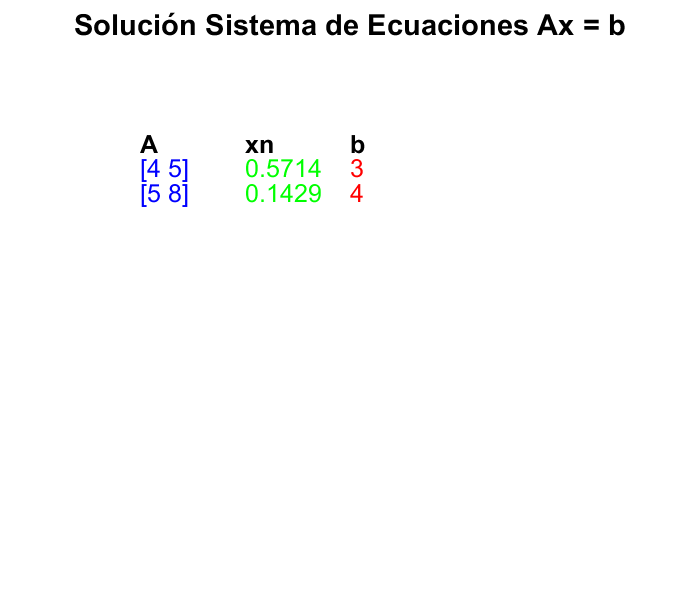 Solución Sistema de Ecuaciones Ax = b
A xn b
[4 5] 0.5714 3
[5 8] 0.1429 4